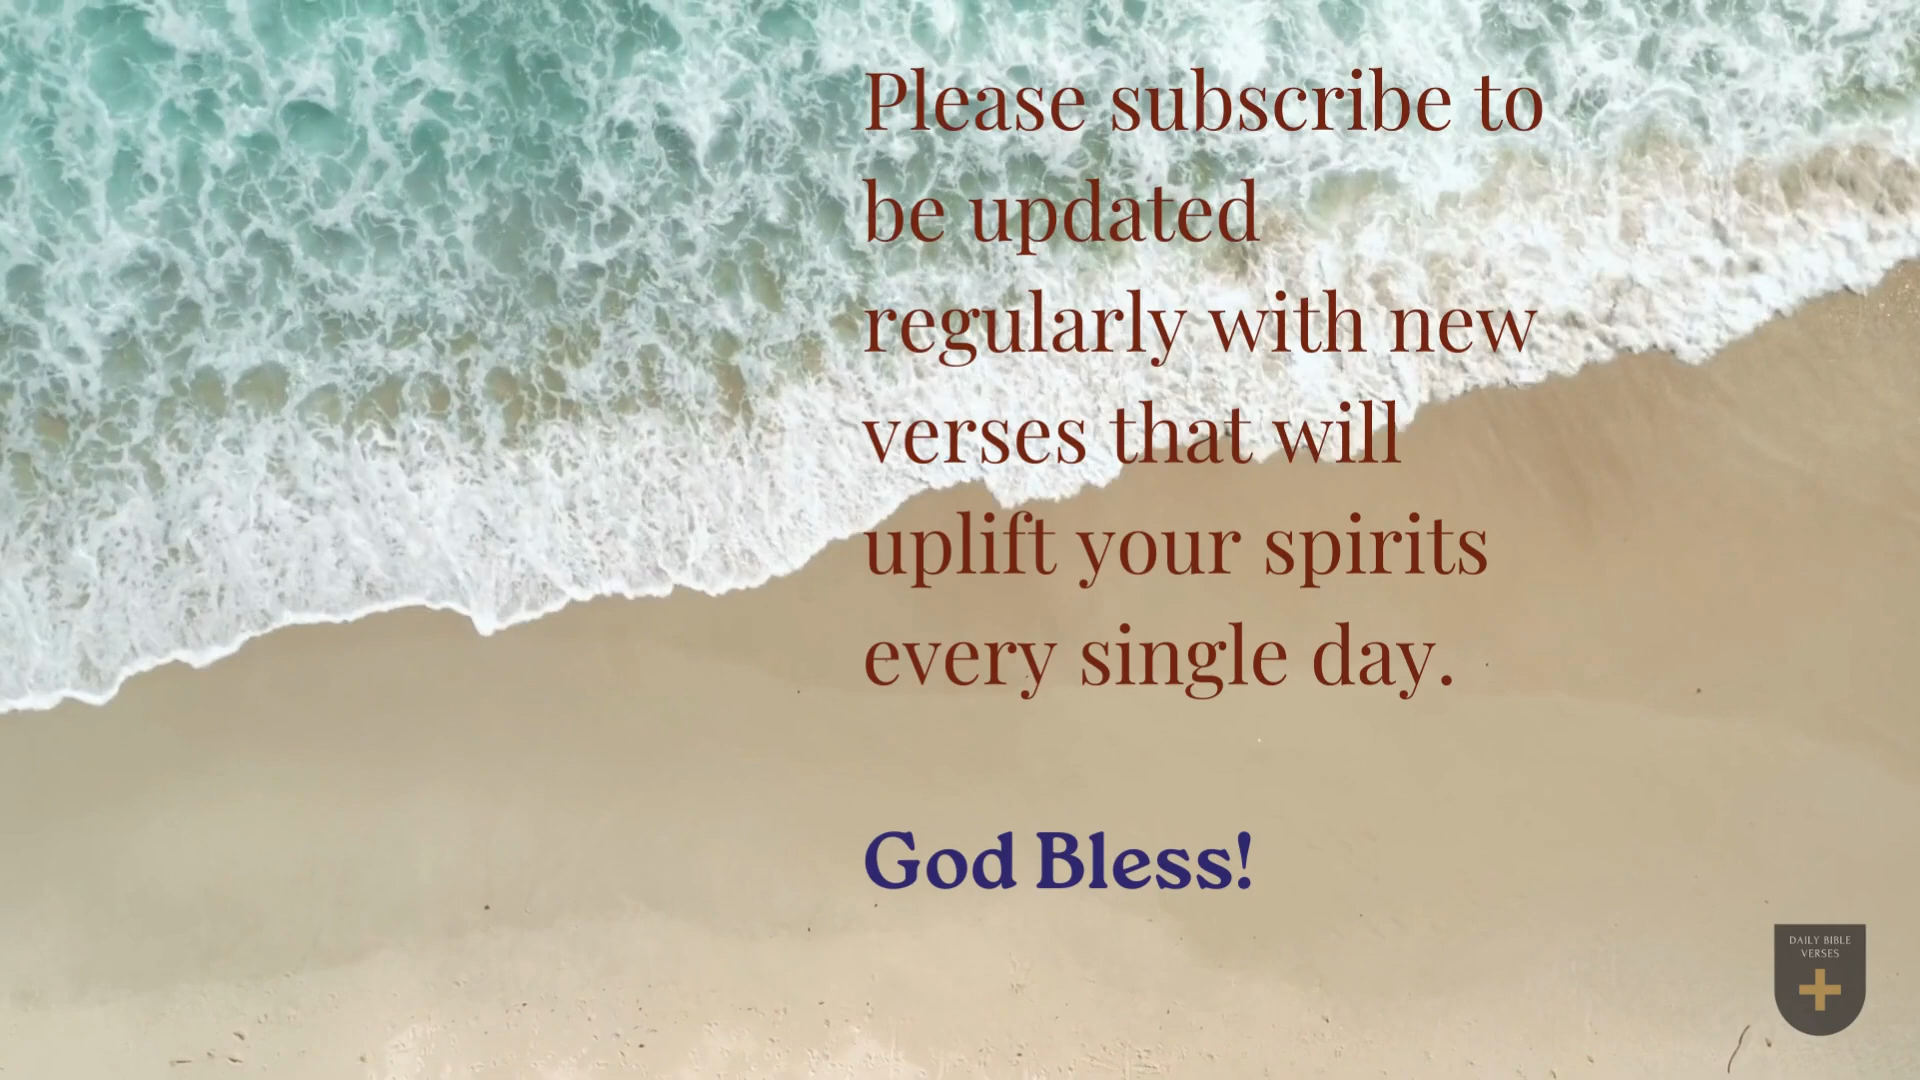 Please subscribe to
be updated
regularly with new
verses that will
uplift your spirits
every single day.
God Bless!
DAILY BIBLE
VERSES